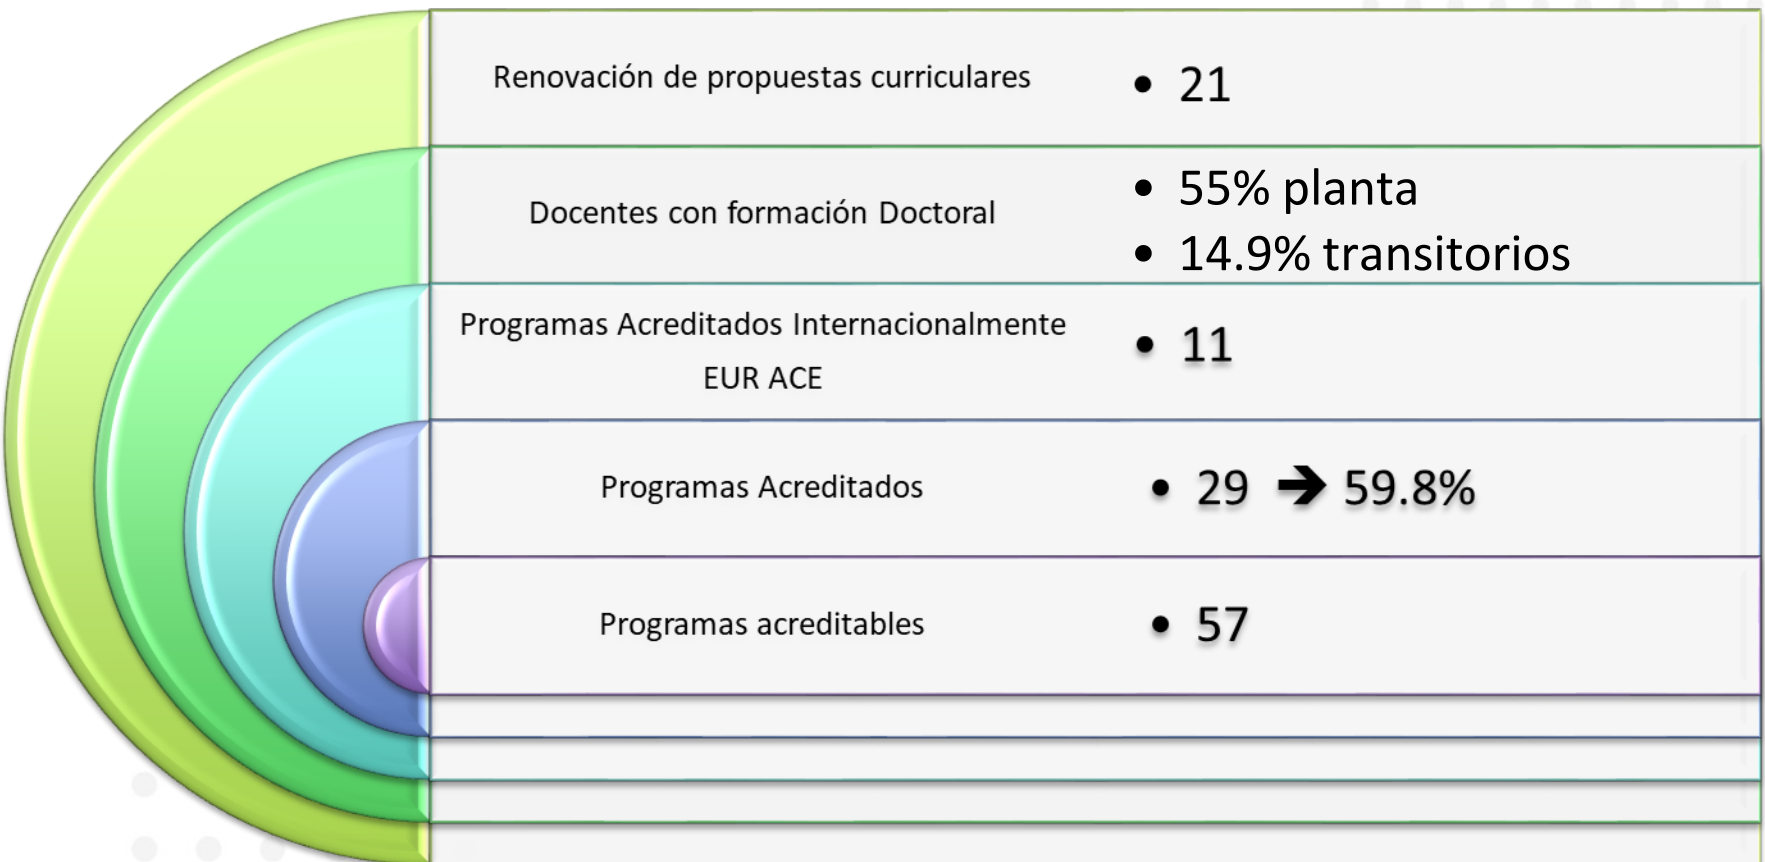 Renovación de propuestas curriculares
• 21
Docentes con formación Doctoral
• 55% planta
• 14.9% transitorios
Programas Acreditados Internacionalmente
EUR ACE
• 11
Programas Acreditados
• 29 ➔ 59.8%
Programas acreditables
• 57